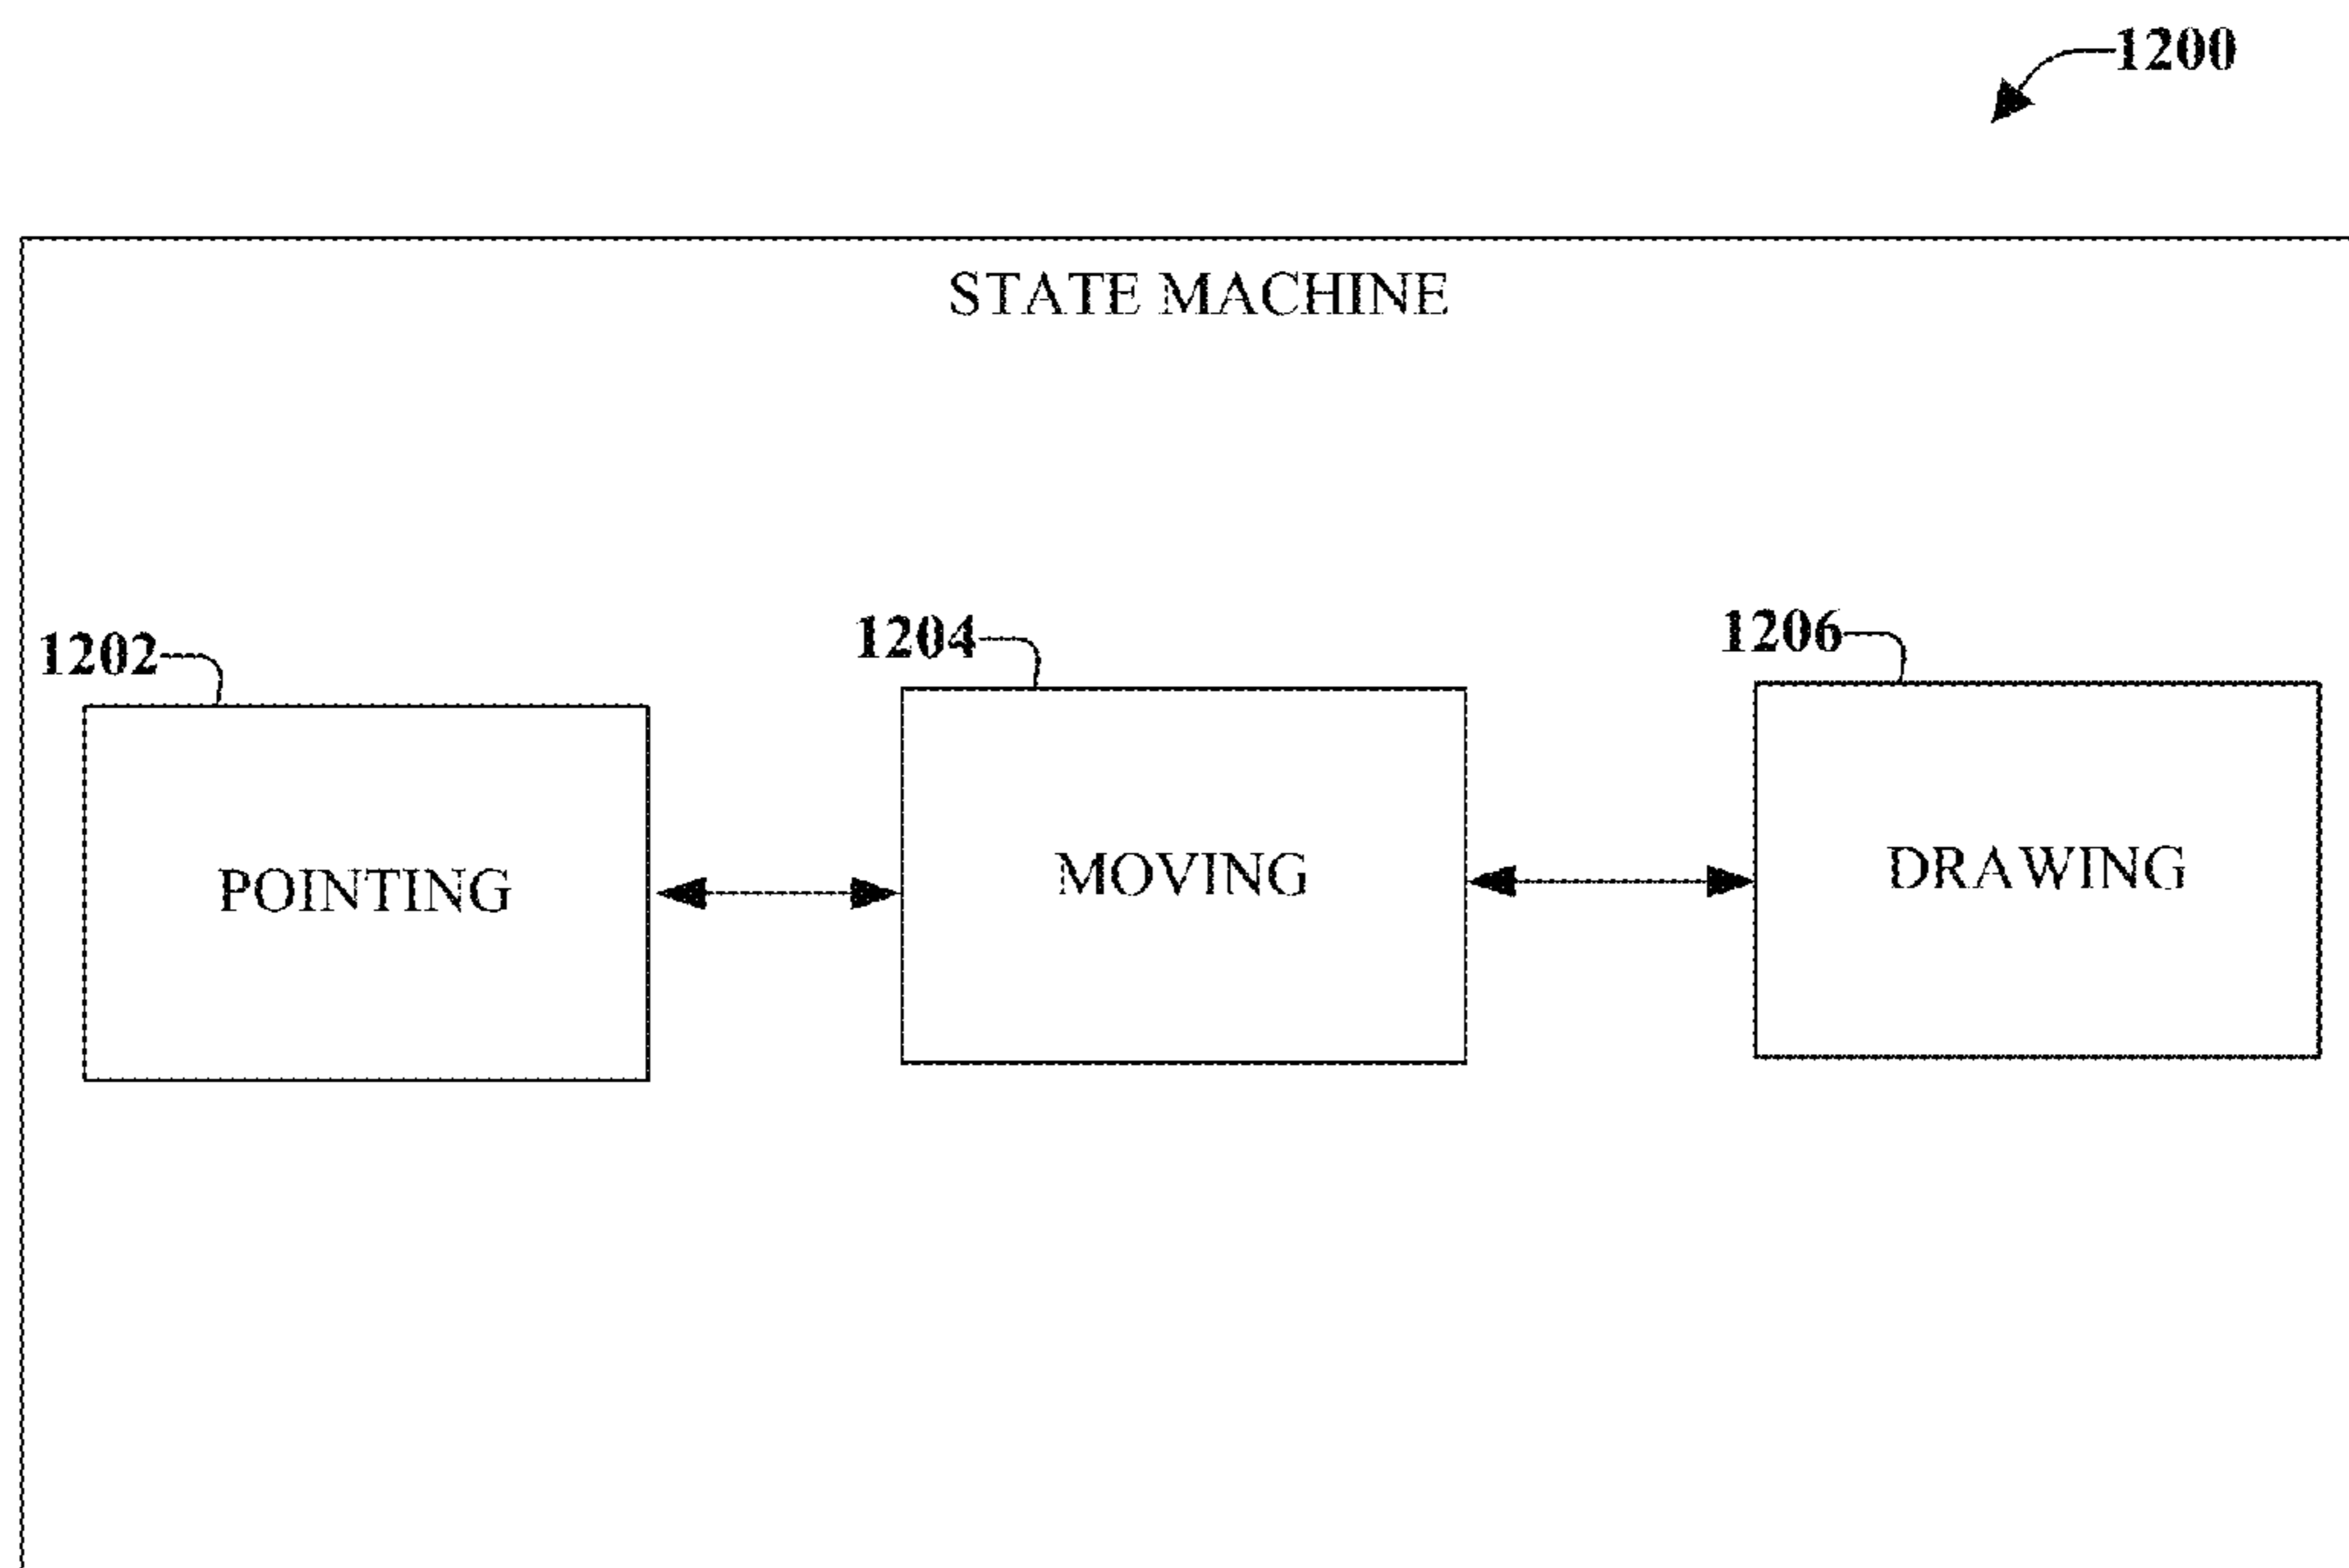 1200
STATE MACHINE
1202
1204
1206
POINTING
MOVING
DRAWING